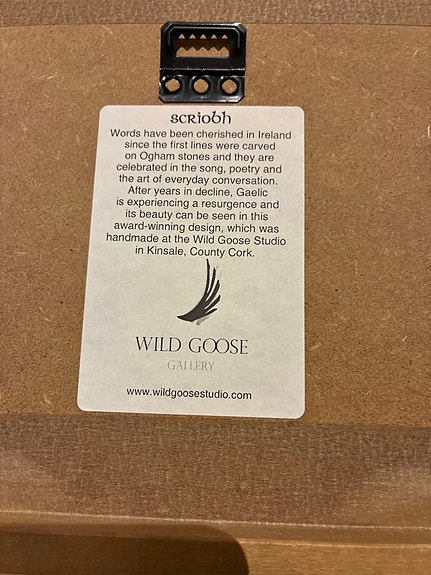 scríobh
Words have been cherished in Ireland
since the first lines were carved
on Ogham stones and they are
celebrated in the song, poetry and
the art of everyday conversation.
After years in decline, Gaelic
is experiencing a resurgence and
its beauty can be seen in this
award-winning design, which was
handmade at the Wild Goose Studio
in Kinsale, County Cork.
WILD GOOSE
GALLERY
www.wildgoosestudio.com